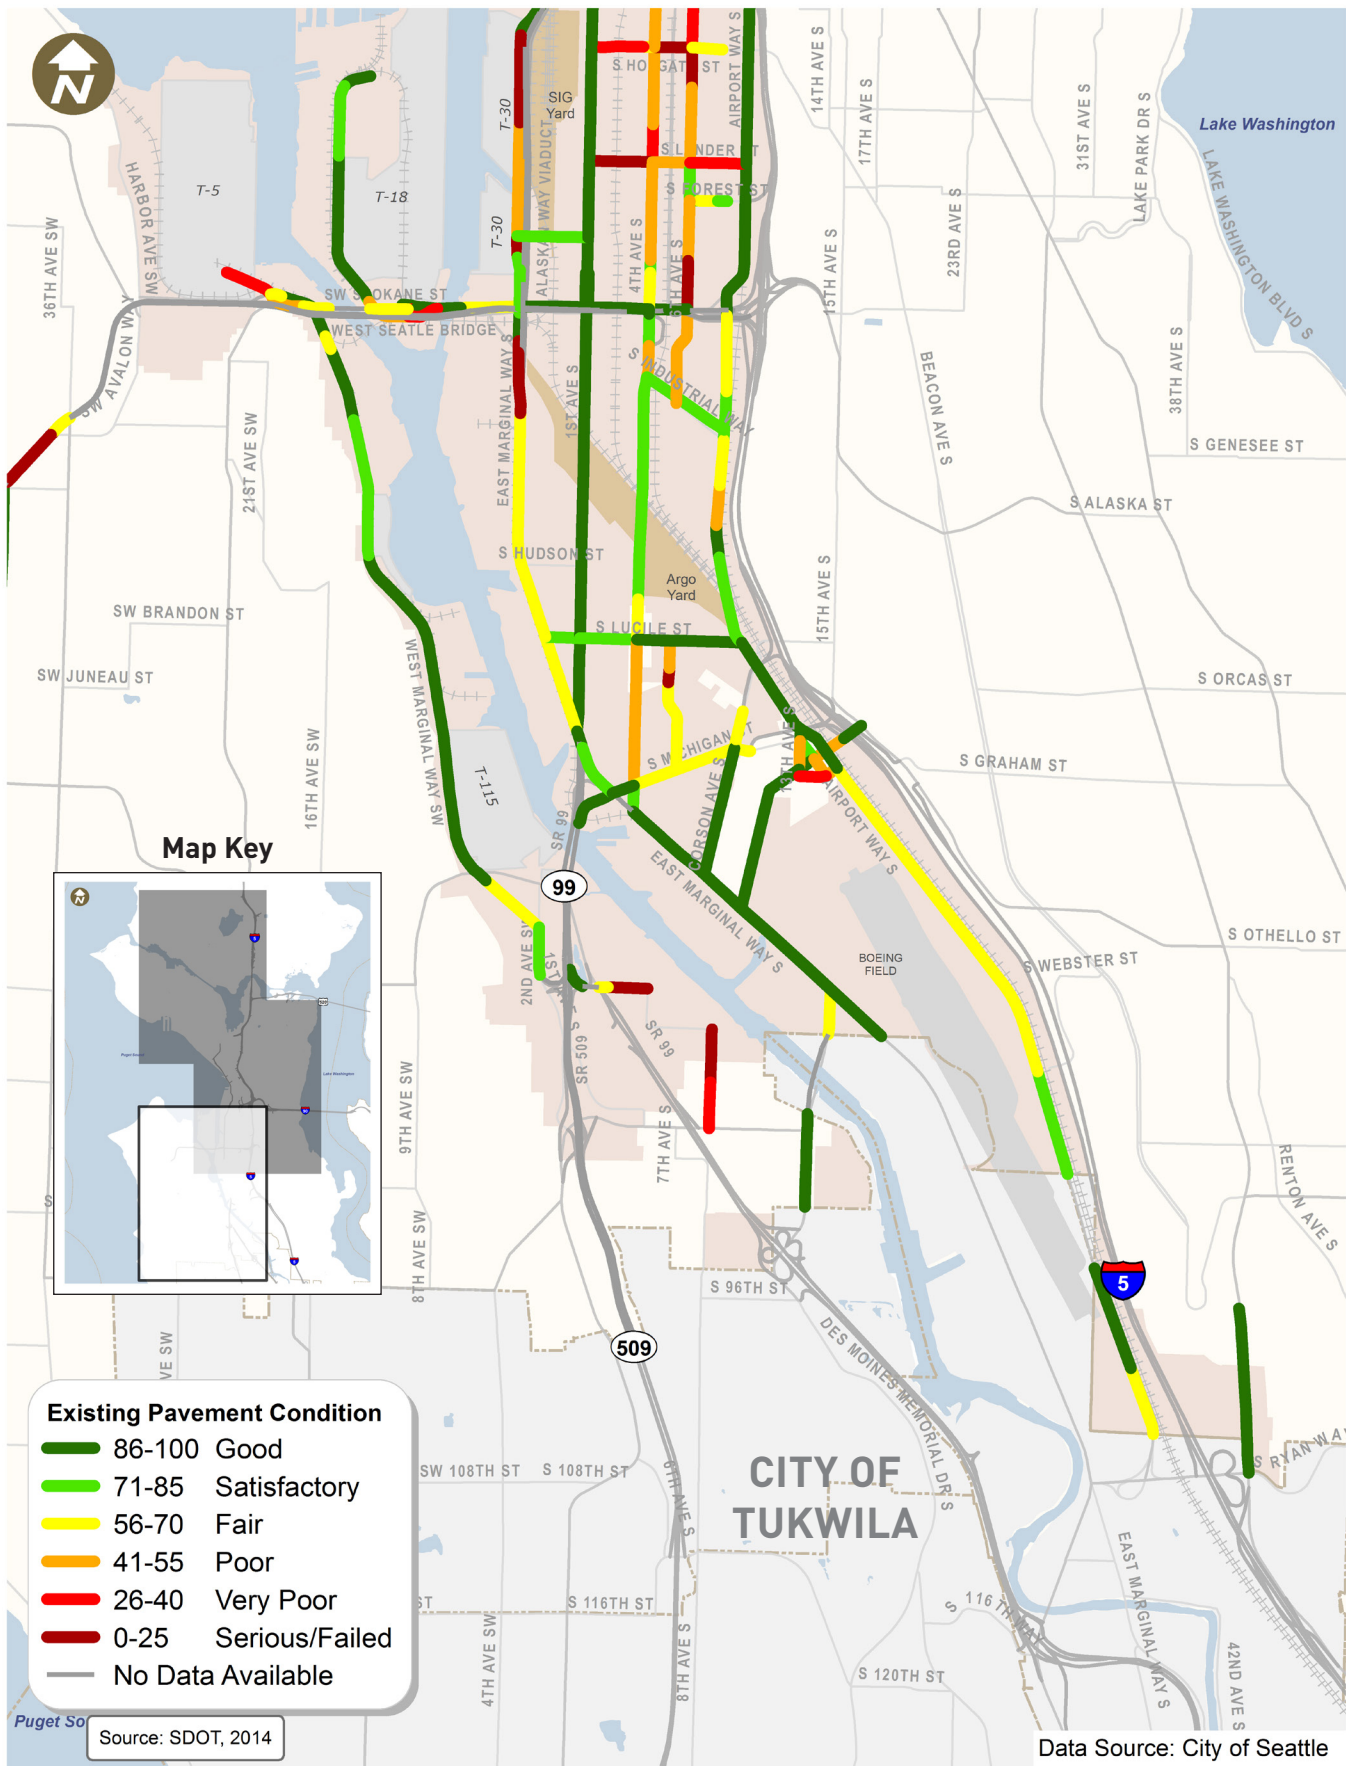 N
SIG
Yard
T-30
ALASKAN WAY VIADUCT
AIRPORT WAY S
14TH AVE S
17TH AVE S
31ST AVE S
LAKE PARK DR S
Lake Washington
LAKE WASHINGTON BLVD S
HARBOR AVE SW
T-5
T-18
T-30
S FOREST ST
4TH AVE S
6TH AVE S
15TH AVE S
23RD AVE S
36TH AVE SW
SW SPOKANE ST
WEST SEATLE BRIDGE
SW AVALON WAY
EAST MARGINAL WAY S
1ST AVE S
S INDUSTRIAL WAY
BEACON AVE S
38TH AVE S
21ST AVE SW
S GENESEE ST
S ALASKA ST
S HUDSON ST
Argo
Yard
15TH AVE S
SW BRANDON ST
S LUCILE ST
SW JUNEAU ST
WEST MARGINAL WAY SW
S ORCAS ST
16TH AVE SW
S MICHIGAN ST
13TH AVE S
S GRAHAM ST
T-115
SR 99
CORSON AVE S
AIRPORT WAY S
Map Key
99
EAST MARGINAL WAY S
2ND AVE SW
BOEING
FIELD
S OTHELLO ST
S WEBSTER ST
SR 509
SR 99
9TH AVE SW
7TH AVE S
RENTON AVE S
8TH AVE SW
S 96TH ST
5
509
DES MOINES MEMORIAL DR S
VE SW
Existing Pavement Condition
86-100 Good
71-85 Satisfactory
56-70 Fair
41-55 Poor
26-40 Very Poor
0-25 Serious/Failed
No Data Available
SW 108TH ST
S 108TH ST
CITY OF
TUKWILA
S RYAN WAY
EAST MARGINAL WAY S
ST
S 116TH ST
S 116TH WAY
4TH AVE SW
8TH AVE S
S 120TH ST
42ND AVE S
Puget So
Source: SDOT, 2014
Data Source: City of Seattle